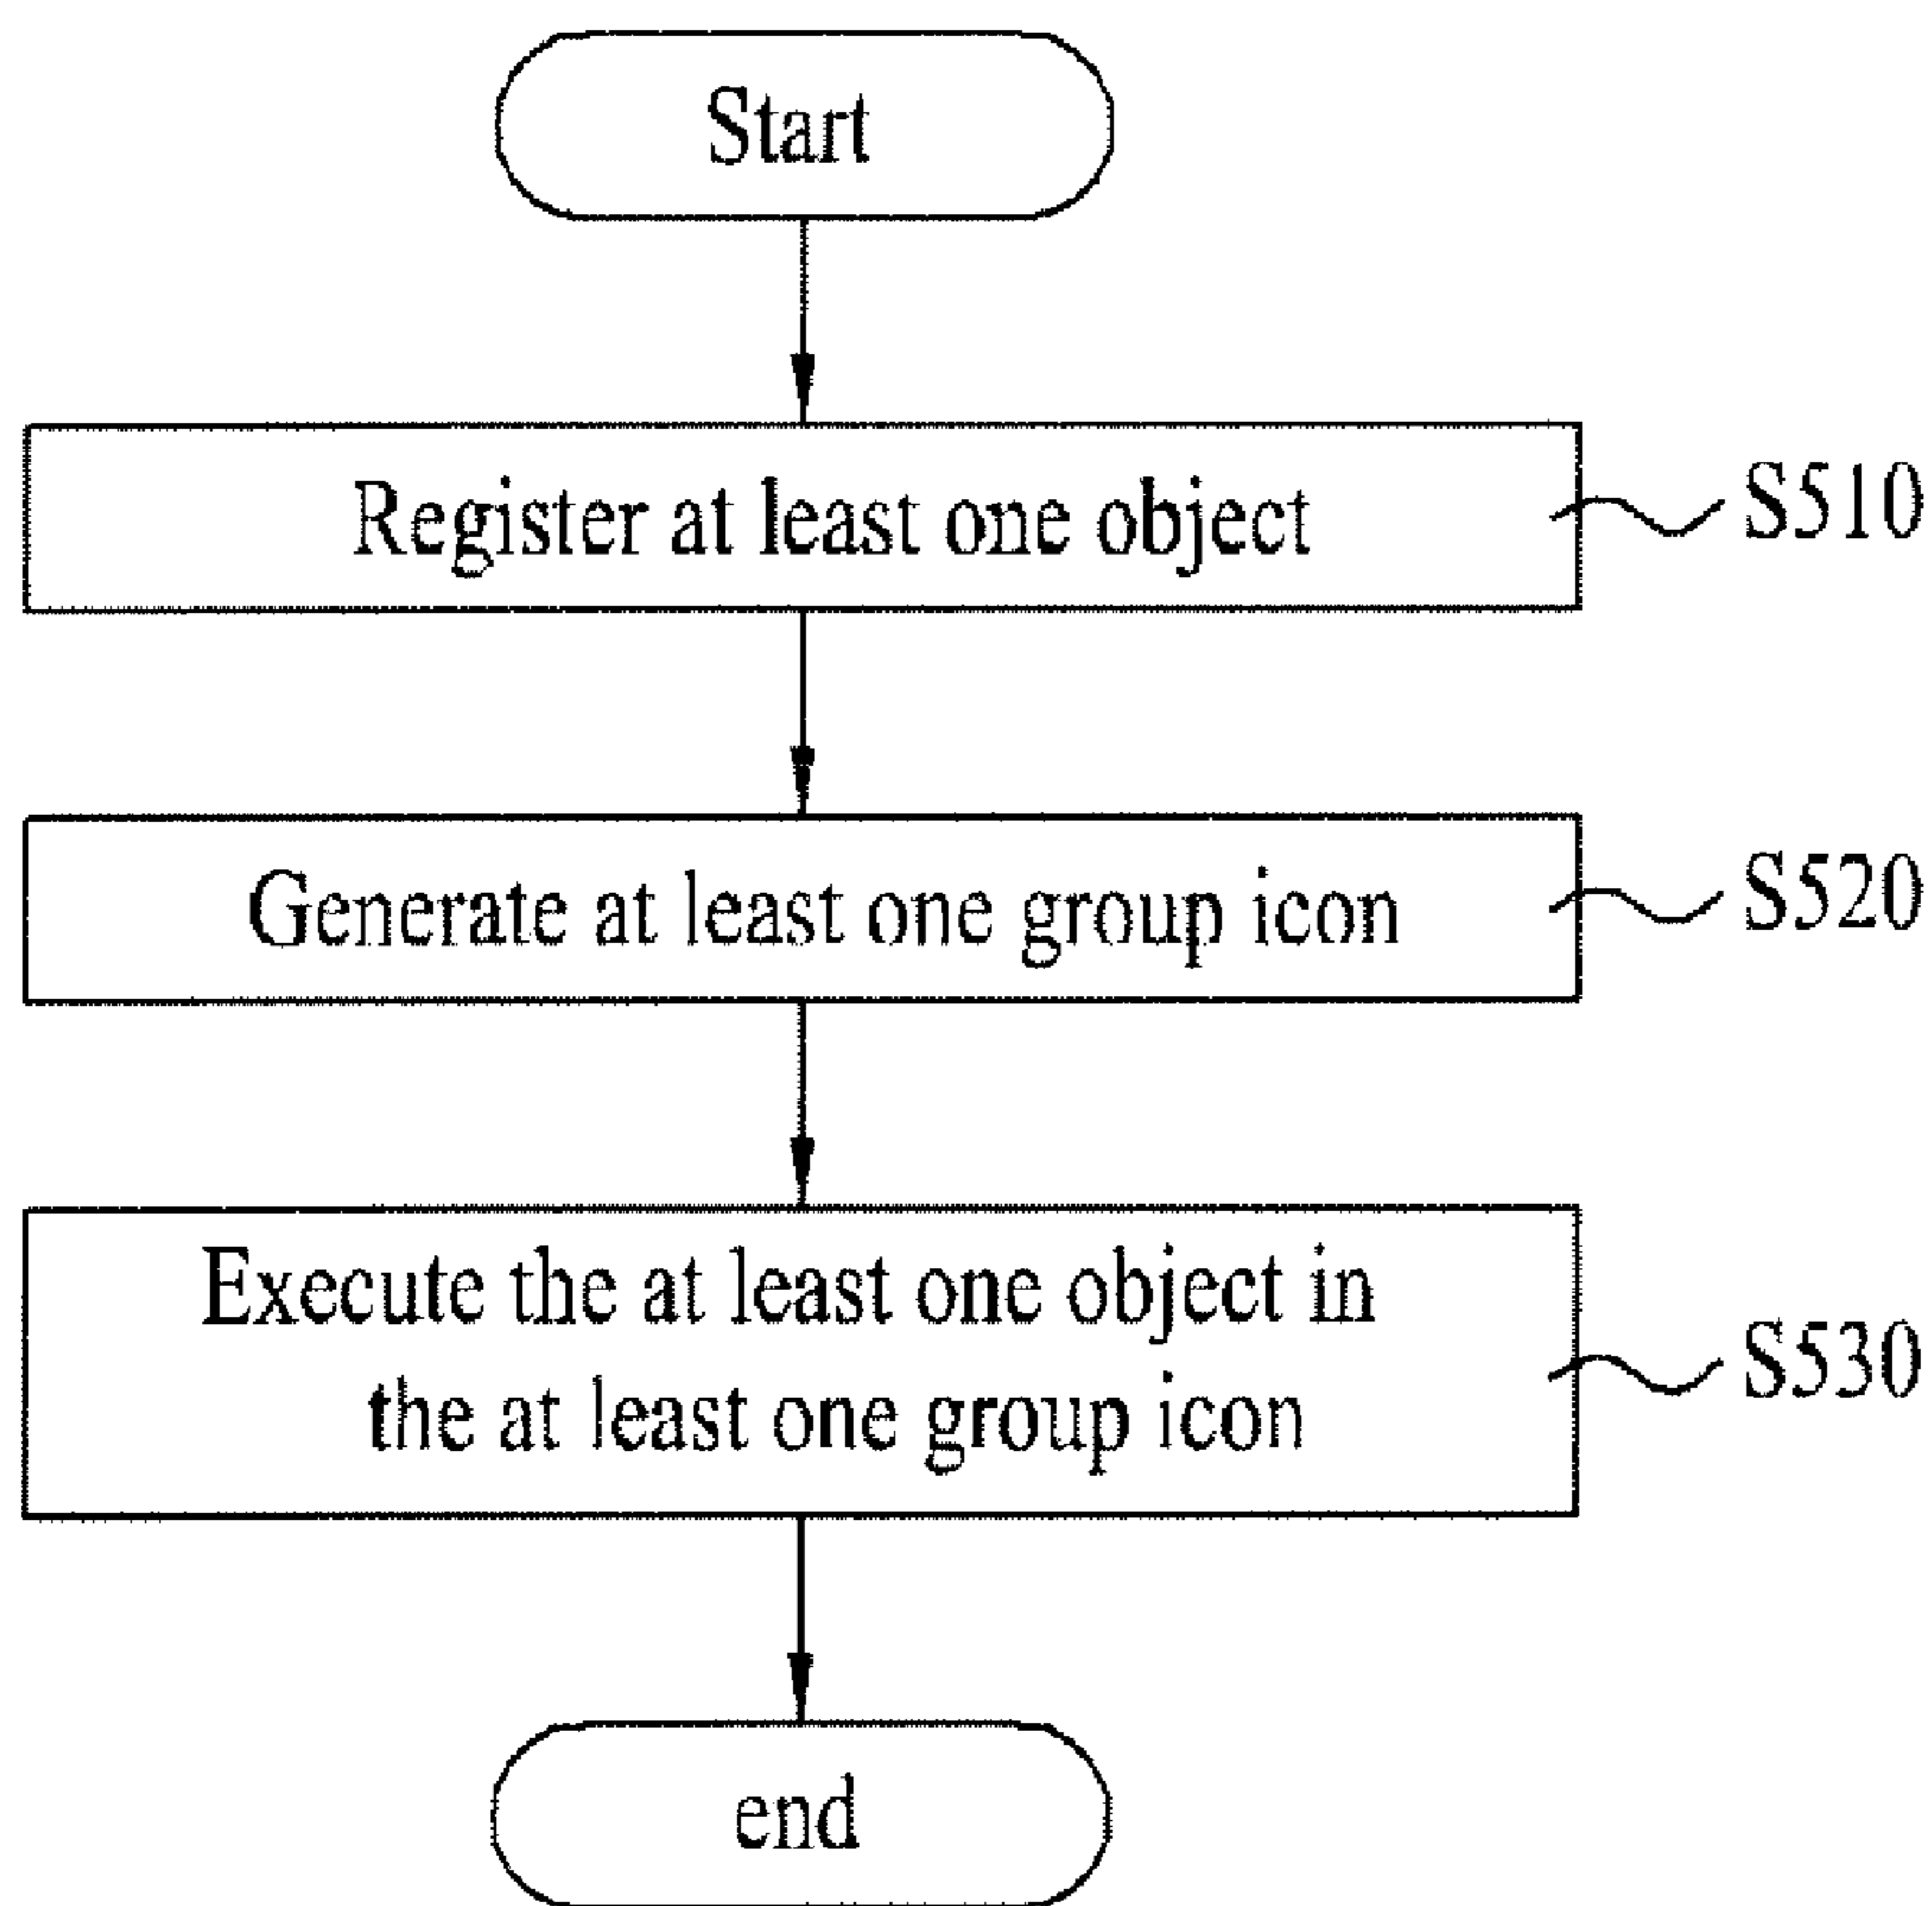 Start
Register at least one object
S510
Generate at least one group icon
S520
Execute the at least one object in
the at least one group icon
S530
end